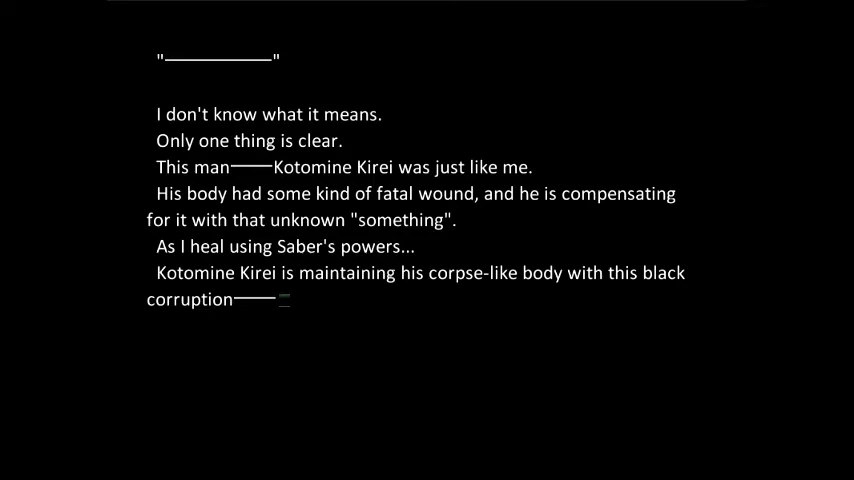 "――――――"
I don't know what it means.
Only one thing is clear.
This man――Kotomine Kirei was just like me.
His body had some kind of fatal wound, and he is compensating
for it with that unknown "something".
As I heal using Saber's powers...
Kotomine Kirei is maintaining his corpse-like body with this black
corruption――